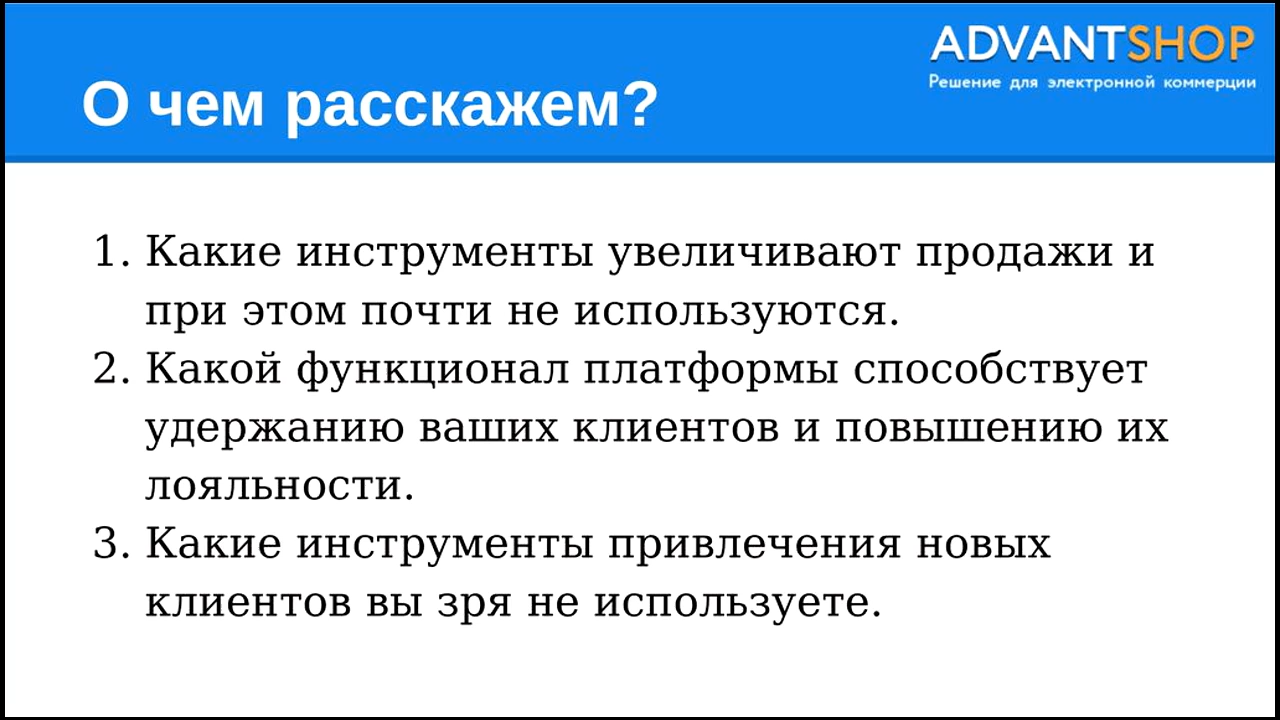 ADVANTSHOP
Решение для электронной коммерции
О чем расскажем?
1. Какие инструменты увеличивают продажи и
при этом почти не используются.
2. Какой функционал платформы способствует
удержанию ваших клиентов и повышению их
лояльности.
3. Какие инструменты привлечения новых
клиентов вы зря не используете.